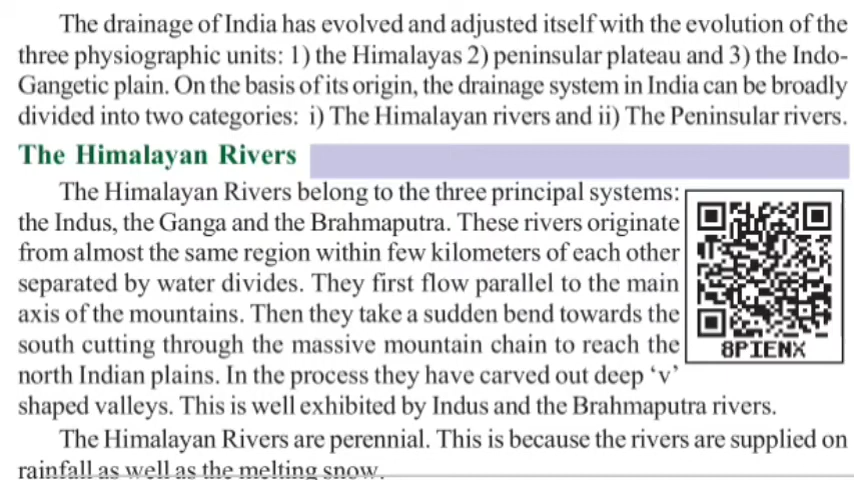 The drainage of India has evolved and adjusted itself with the evolution of the
three physiographic units: 1) the Himalayas 2) peninsular plateau and 3) the Indo-
Gangetic plain. On the basis of its origin, the drainage system in India can be broadly
divided into two categories: i) The Himalayan rivers and ii) The Peninsular rivers.
The Himalayan Rivers
The Himalayan Rivers belong to the three principal systems:
the Indus, the Ganga and the Brahmaputra. These rivers originate
from almost the same region within few kilometers of each other
separated by water divides. They first flow parallel to the main
axis of the mountains. Then they take a sudden bend towards the
south cutting through the massive mountain chain to reach the
north Indian plains. In the process they have carved out deep ‘v’
shaped valleys. This is well exhibited by Indus and the Brahmaputra rivers.
8PIENX
The Himalayan Rivers are perennial. This is because the rivers are supplied on
rainfall as well as the melting snow.